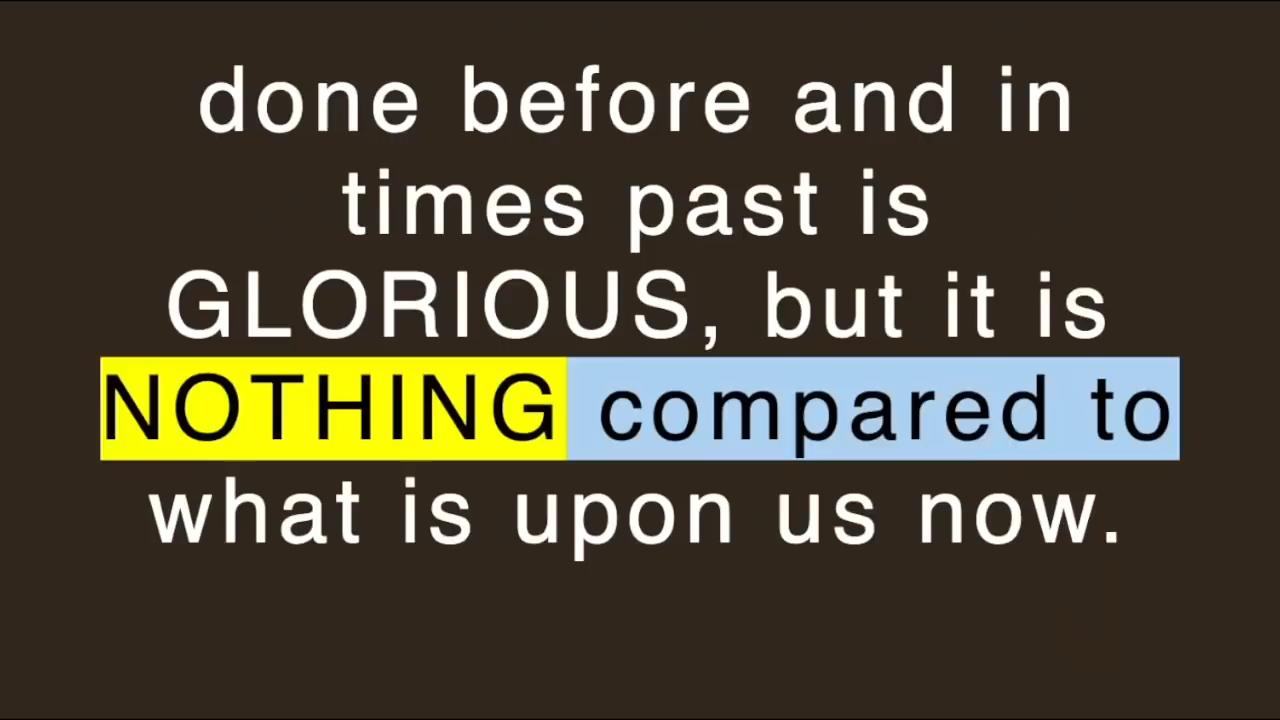 done before and in
times past is
GLORIOUS, but it is
NOTHING compared to
what is upon us now.